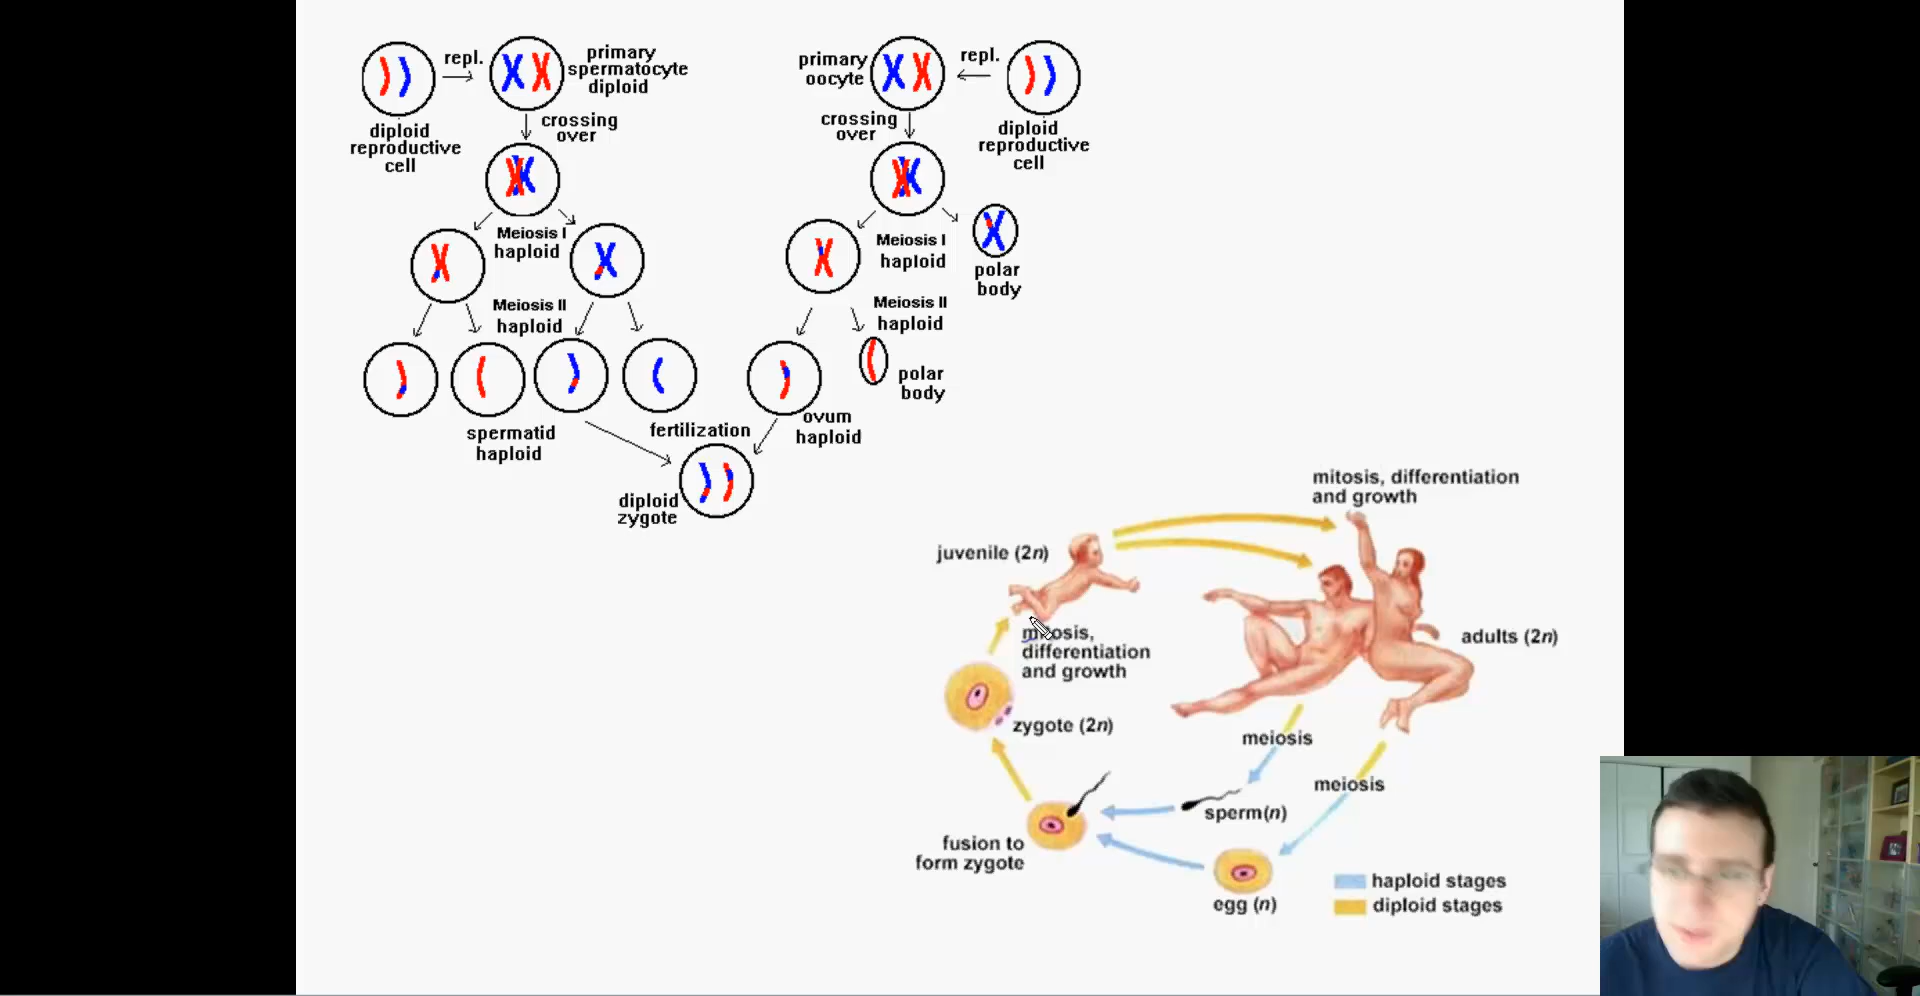 repl.
primary
spermatocyte
diploid
diploid
reproductive
cell
crossing
over
Meiosis I
haploid
Meiosis II
haploid
spermatid
haploid
primary
oocyte
repl.
diploid
reproductive
cell
crossing
over
Meiosis I
haploid
polar
body
Meiosis II
haploid
polar
body
ovum
haploid
fertilization
diploid
zygote
mitosis, differentiation
and growth
juvenile (2n)
adults (2n)
mitosis,
differentiation
and growth
zygote (2n)
meiosis
meiosis
sperm(n)
fusion to
form zygote
egg (n)
haploid stages
diploid stages